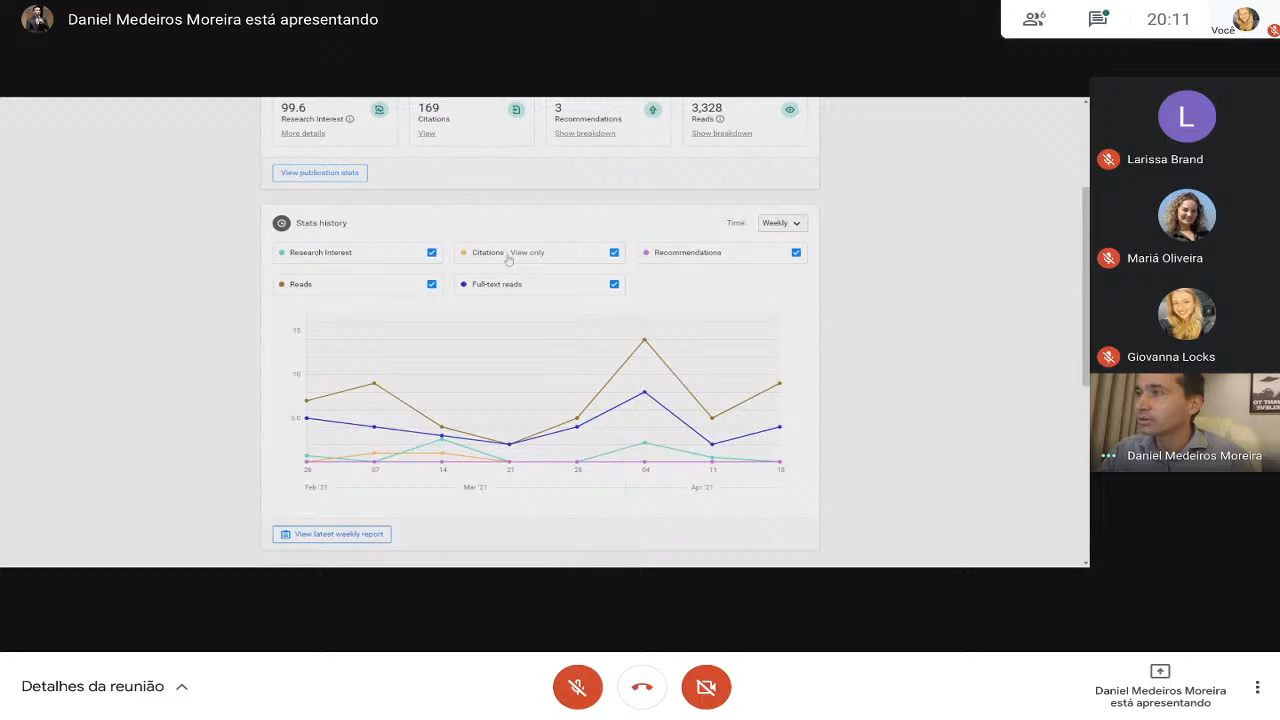 Daniel Medeiros Moreira está apresentando
6
20:11
Você
99.6
Research Interest
More details
169
Citations
View
3
Recommendations
Show breakdown
3,328
Reads
Show breakdown
View publication stats
L
Larissa Brand
Mariá Oliveira
Giovanna Locks
Daniel Medeiros Moreira
Stats history
Time:
Weekly
Research Interest
Citations
View only
Recommendations
Reads
Full-text reads
15
10
5.0
28
07
14
21
28
04
11
18
Feb '21
Mar '21
Apr '21
View latest weekly report
Detalhes da reunião
Daniel Medeiros Moreira
está apresentando